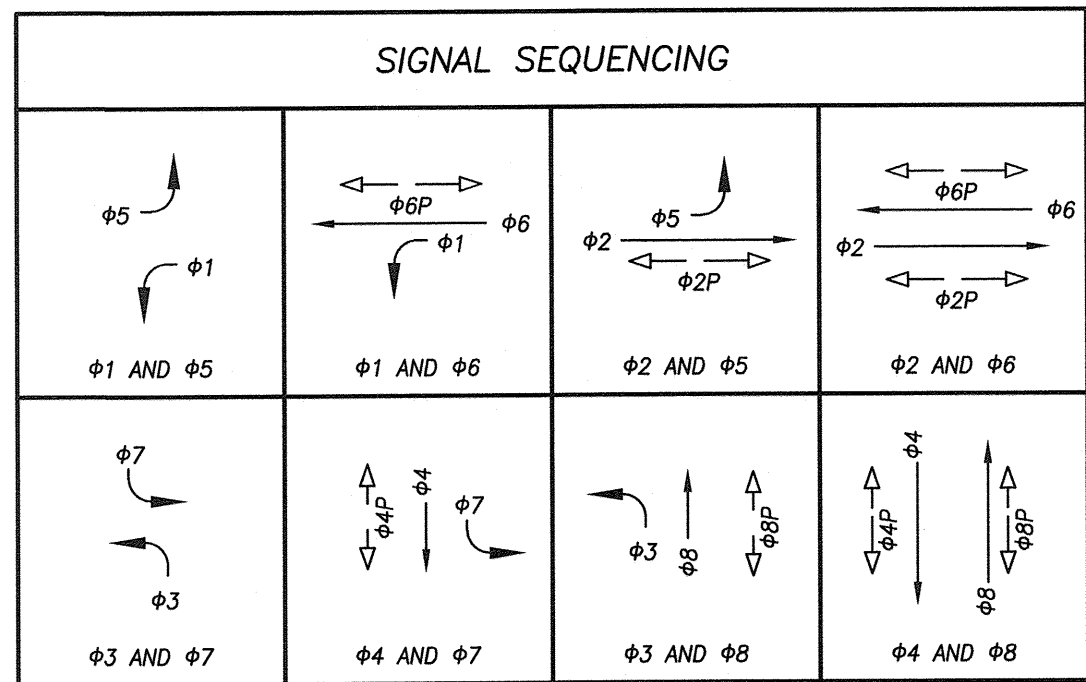 SIGNAL SEQUENCING
ϕ5
ϕ1
ϕ1 AND ϕ5
ϕ6P
ϕ6
ϕ1
ϕ1 AND ϕ6
ϕ5
ϕ2
ϕ2P
ϕ2 AND ϕ5
ϕ6P
ϕ6
ϕ2
ϕ2P
ϕ2 AND ϕ6
ϕ7
ϕ3
ϕ3 AND ϕ7
ϕ4P
ϕ4
ϕ7
ϕ4 AND ϕ7
ϕ3
ϕ8
ϕ8P
ϕ3 AND ϕ8
ϕ4P
ϕ4
ϕ8
ϕ8P
ϕ4 AND ϕ8